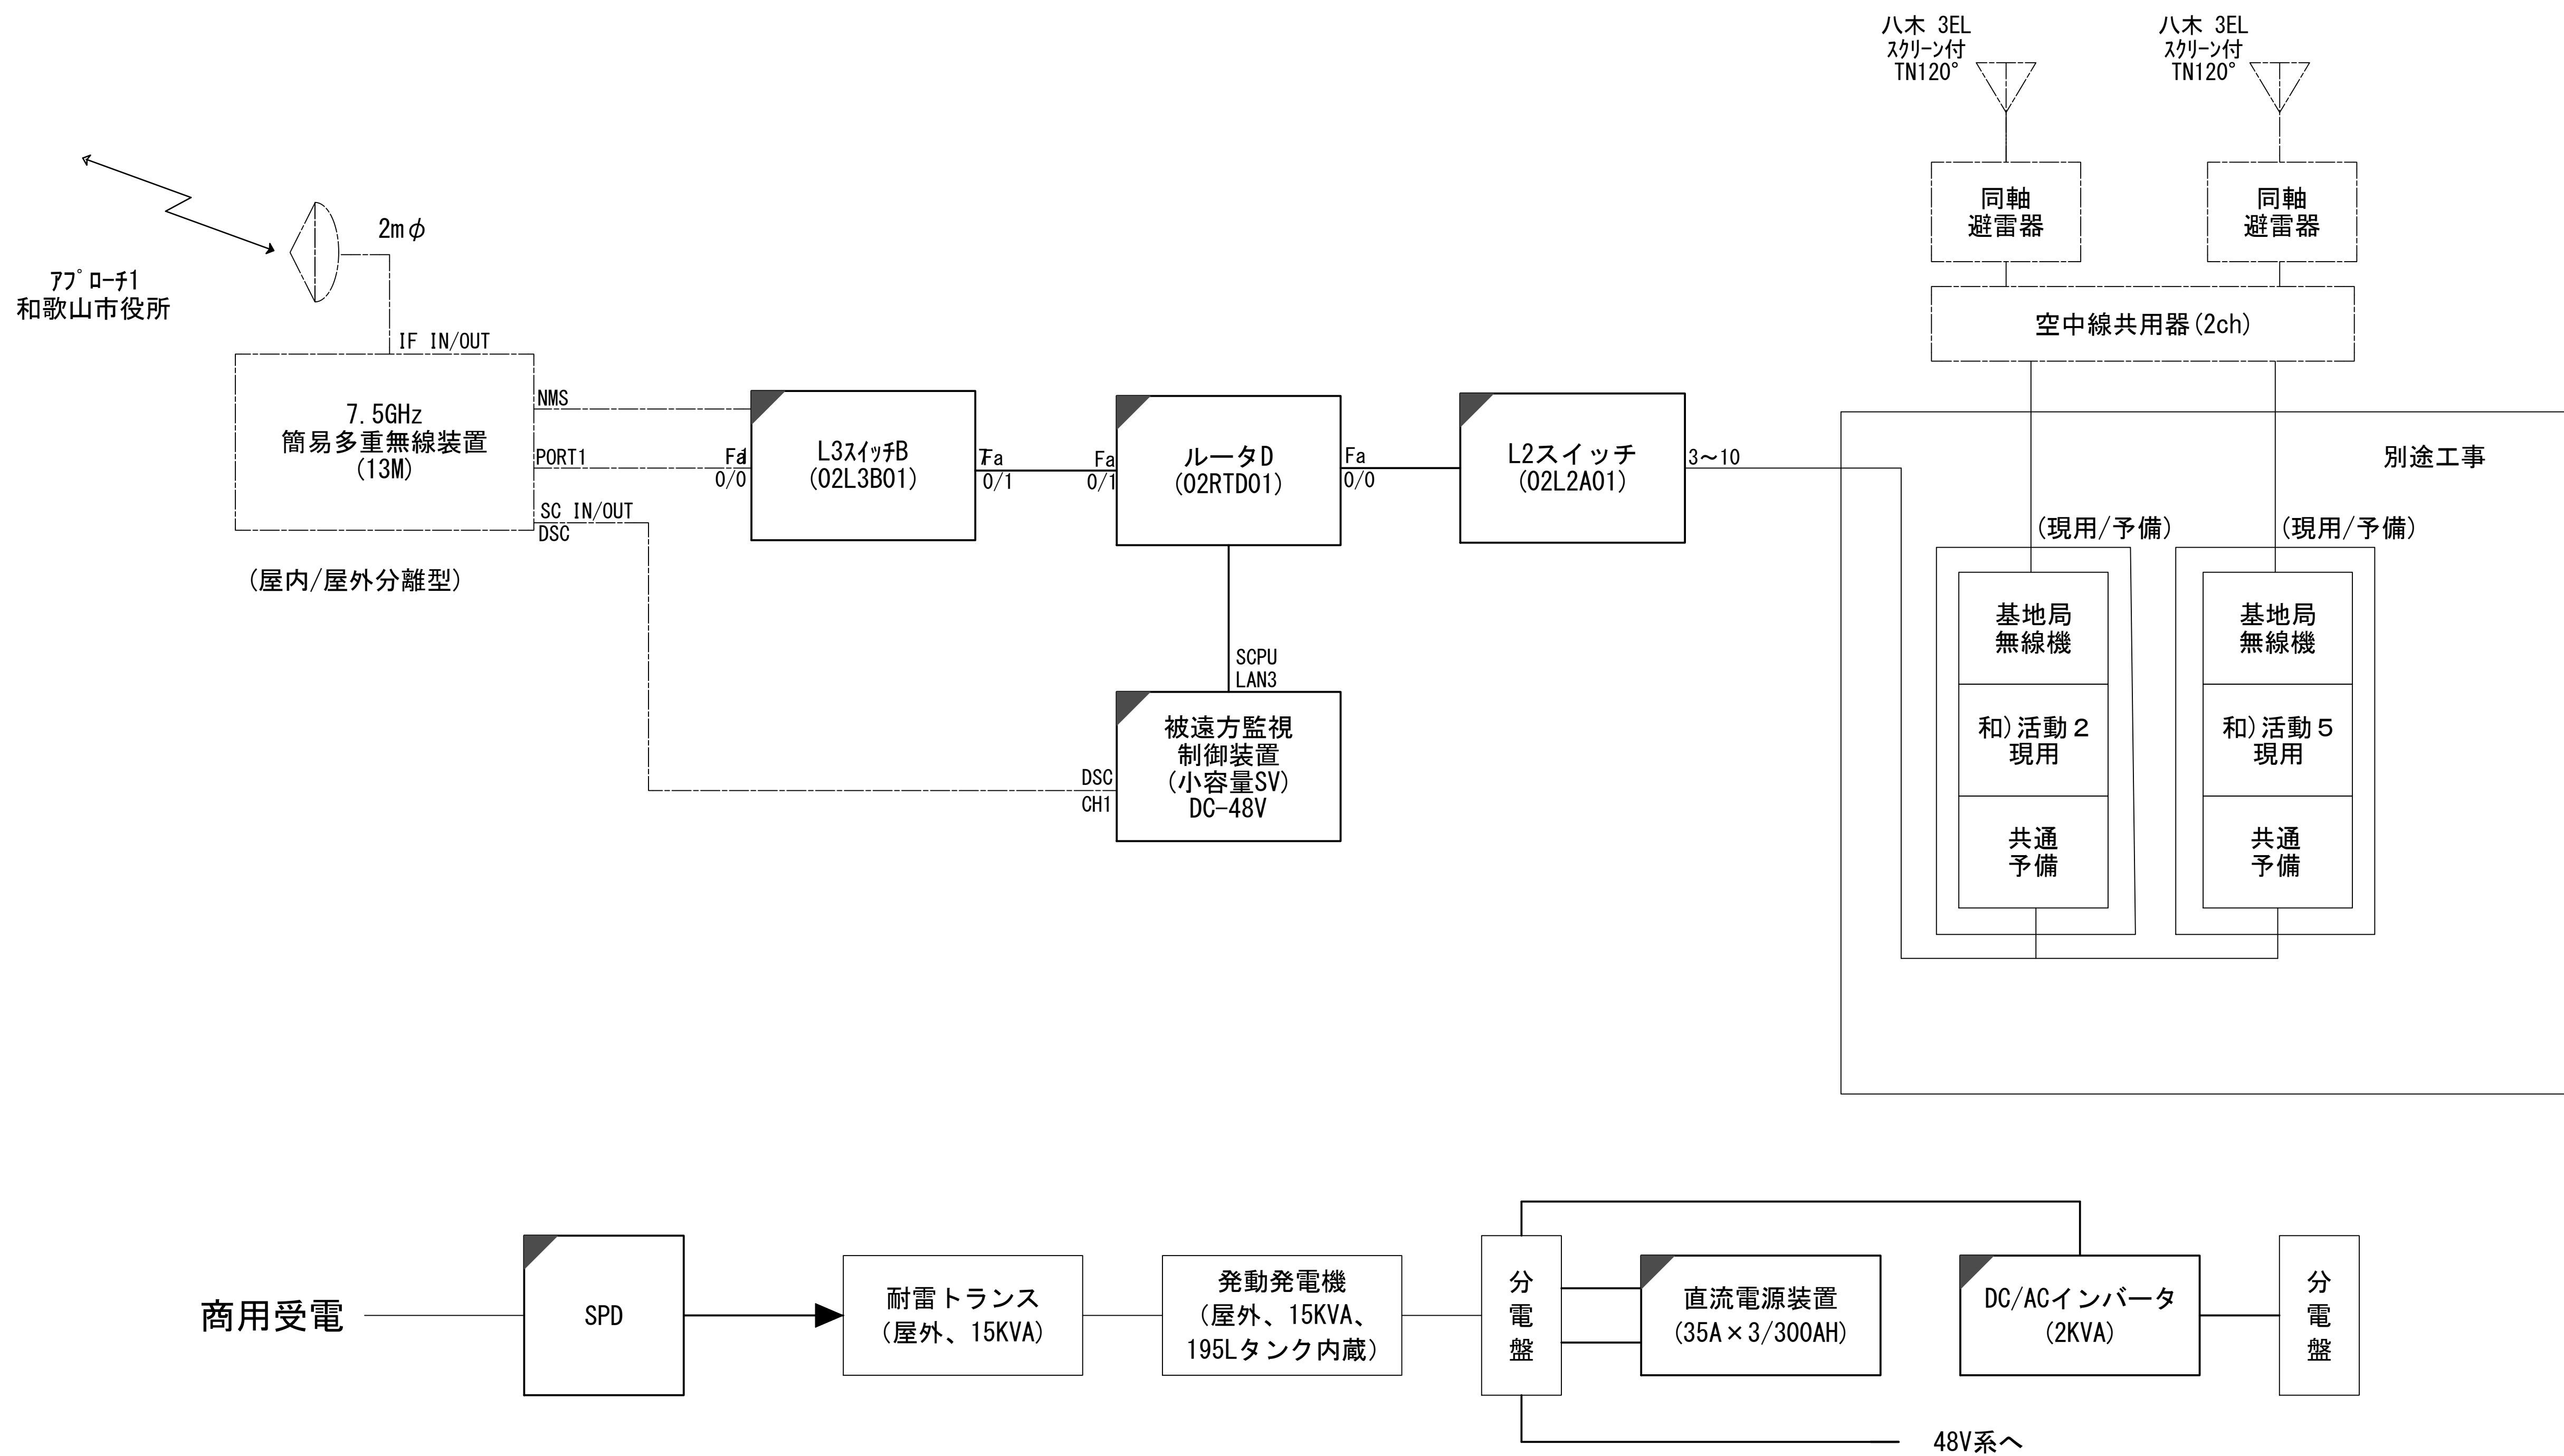 八木 3EL
ｽｸﾘｰﾝ付
TN120°
八木 3EL
ｽｸﾘｰﾝ付
TN120°
同軸
避雷器
同軸
避雷器
空中線共用器(2ch)
2mφ
ｱﾌﾟﾛｰﾁ1
和歌山市役所
IF IN/OUT
7.5GHz
簡易多重無線装置
(13M)
NMS
PORT1
SC IN/OUT
DSC
(屋内/屋外分離型)
Fa
0/0
L3ｽｲｯﾁB
(02L3B01)
Fa
0/1
Fa
0/1
ルータD
(02RTD01)
Fa
0/0
L2スイッチ
(02L2A01)
3～10
別途工事
SCPU
LAN3
DSC
CH1
被遠方監視
制御装置
(小容量SV)
DC-48V
(現用/予備)
(現用/予備)
基地局
無線機
和)活動２
現用
共通
予備
基地局
無線機
和)活動５
現用
共通
予備
商用受電
SPD
耐雷トランス
(屋外、15KVA)
発動発電機
(屋外、15KVA、
195Lタンク内蔵)
分
電
盤
直流電源装置
(35A×3/300AH)
DC/ACインバータ
(2KVA)
分
電
盤
48V系へ